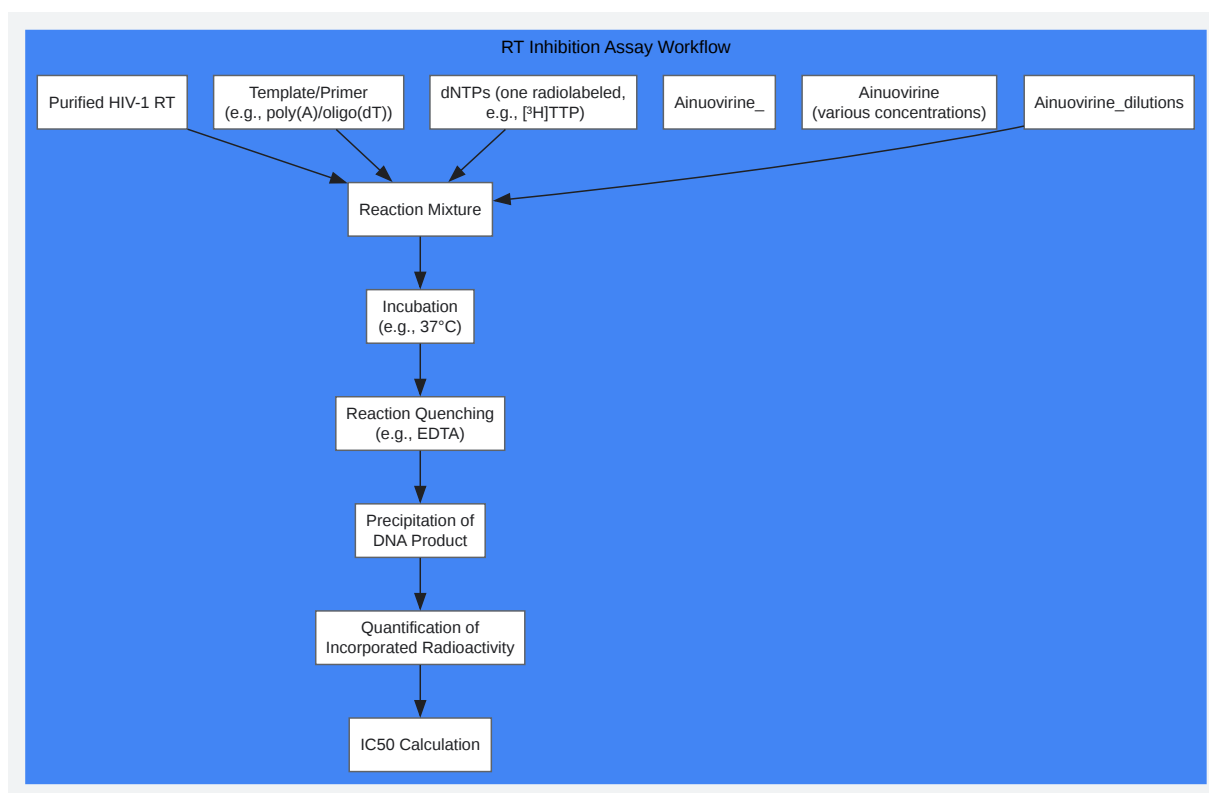 RT Inhibition Assay Workflow
Purified HIV-1 RT
Template/Primer
(e.g., poly(A)/oligo(dT))
dNTPs (one radiolabeled,
e.g., [³H]TTP)
Ainuovirine_
Ainuovirine
(various concentrations)
Ainuovirine_dilutions
Reaction Mixture
Incubation
(e.g., 37°C)
Reaction Quenching
(e.g., EDTA)
Precipitation of
DNA Product
Quantification of
Incorporated Radioactivity
IC50 Calculation